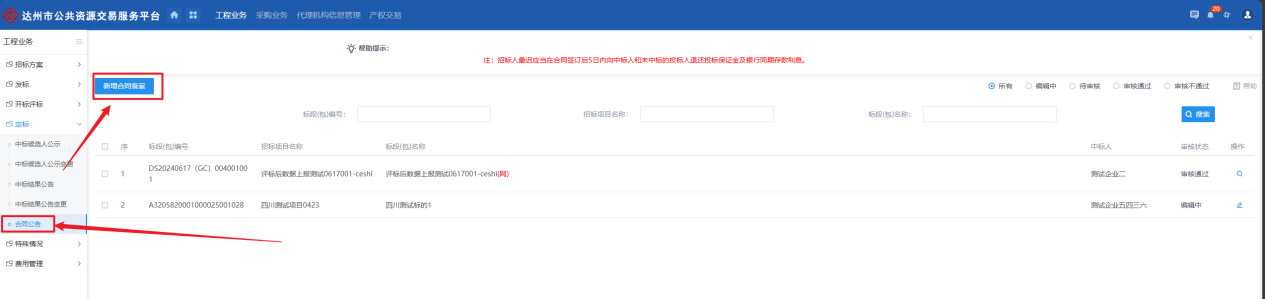 达州市公共资源交易服务平台 工程业务 采购业务 代理机构信息管理 产权交易 20
工程业务
招标方案
发标
开标评标
定标
中标候选人公示
中标候选人公示变更
中标结果公告
中标结果公告变更
合同公告
特殊情况
费用管理
帮助提示：
注：招标人最迟应当在合同签订后5日内向中标人和未中标的投标人退还投标保证金及银行同期存款利息。
新增合同备案 所有 编辑中 待审核 审核通过 审核不通过 帮助
标段(包)编号： 招标项目名称： 标段(包)名称： 搜索
序 标段(包)编号 招标项目名称 标段(包)名称 中标人 审核状态 操作
1 DS20240617（GC）00400100
1 评标后数据上报测试0617001-ceshi 评标后数据上报测试0617001-ceshi(网) 测试企业二 审核通过
2 A3205820001000025001028 四川测试项目0423 四川测试标的1 测试企业五四三六 编辑中